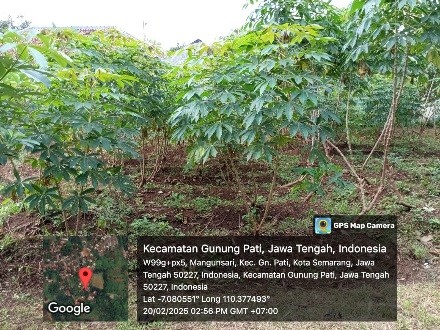 GPS Map Camera
Kecamatan Gunung Pati, Jawa Tengah, Indonesia
W99g+px5, Mangunsari, Kec. Gn. Pati, Kota Semarang, Jawa
Tengah 50227, Indonesia, Kecamatan Gunung Pati, Jawa Tengah
50227, Indonesia
Lat -7.080551° Long 110.377493°
20/02/2025 02:56 PM GMT +07:00
Google